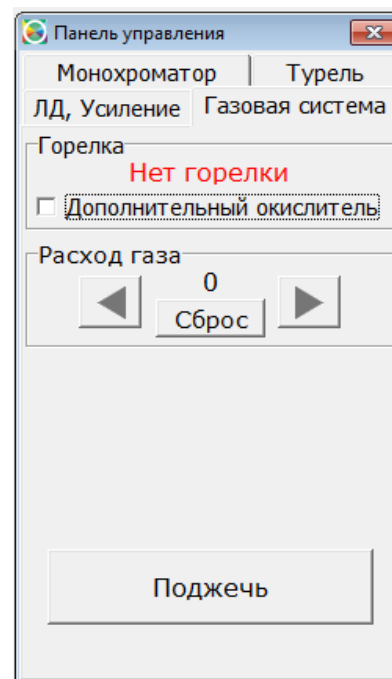 Панель управления
Монохроматор Турель
ЛД, Усиление Газовая система
Горелка
Нет горелки
Дополнительный окислитель
Расход газа
0
Сброс
Поджечь